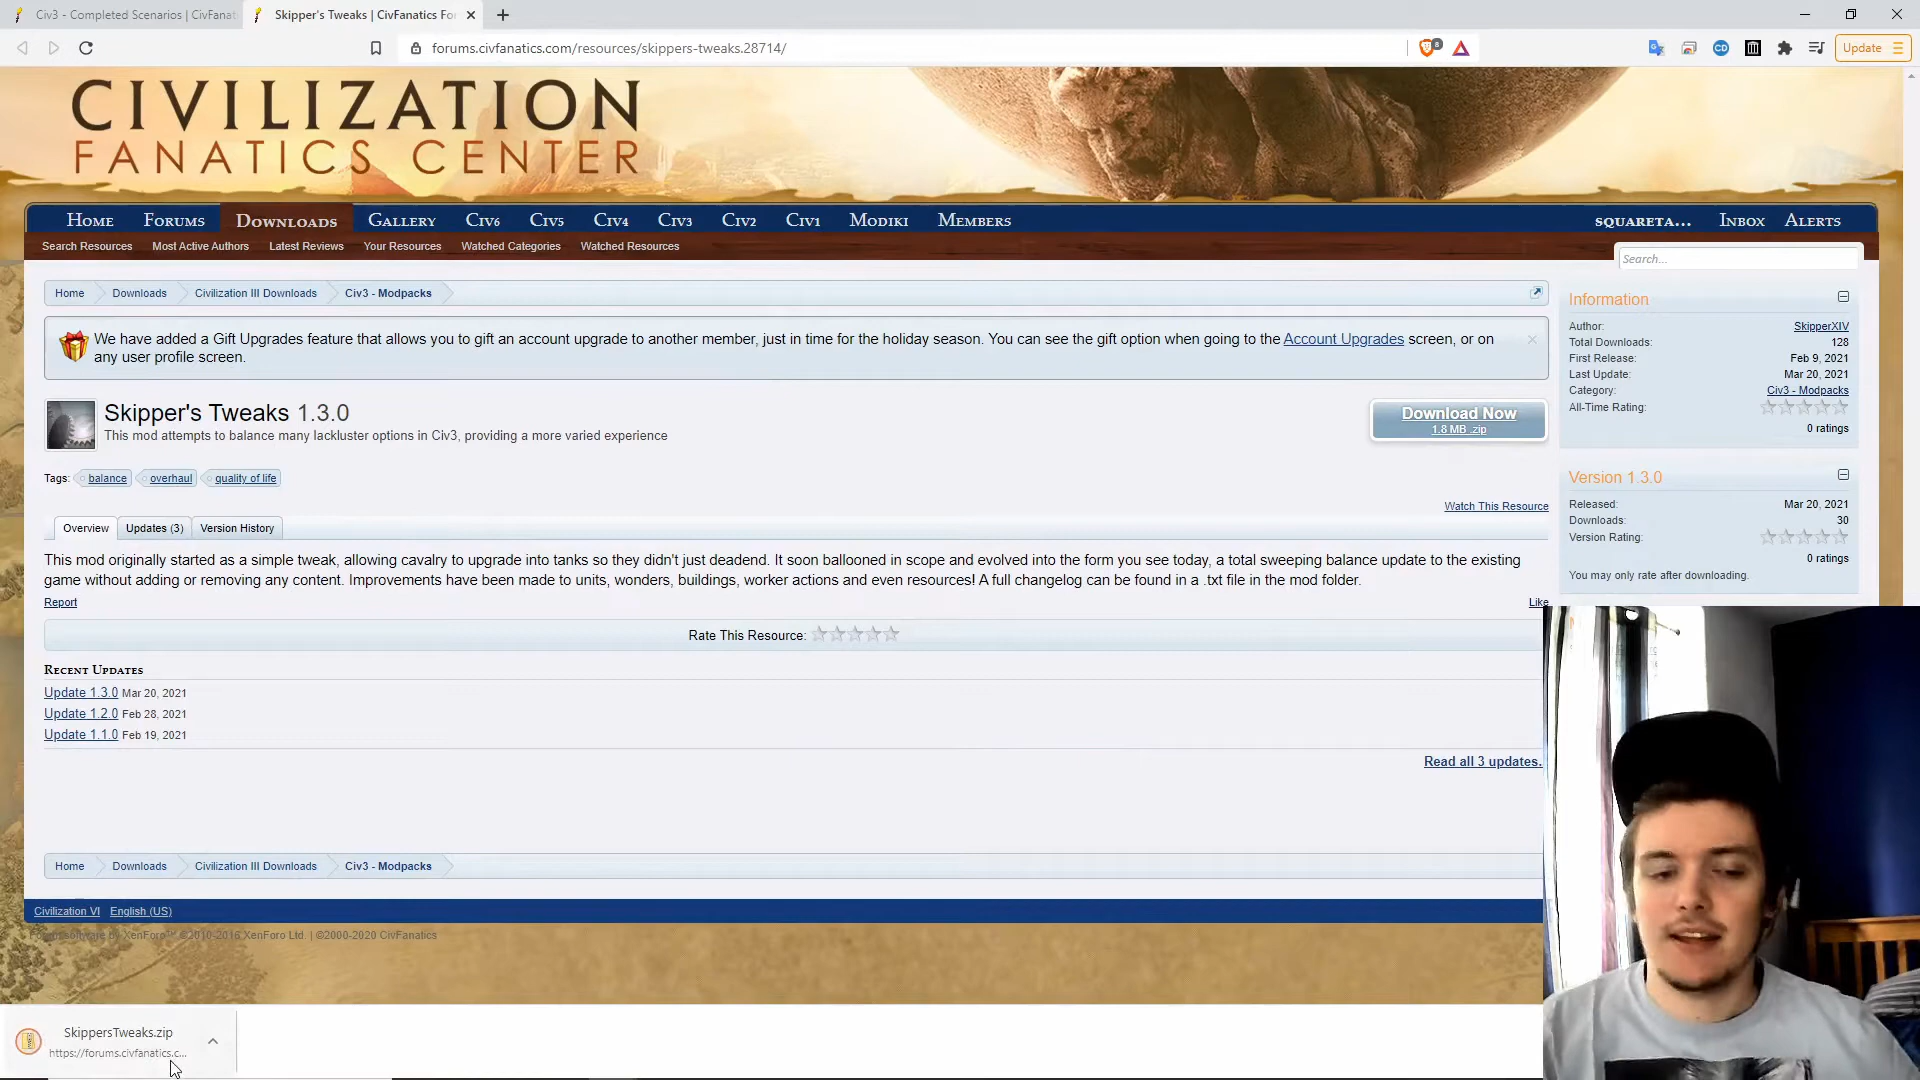 Civ3 - Completed Scenarios | CivFanat
Skipper's Tweaks | CivFanatics Fo
forums.civfanatics.com/resources/skippers-tweaks.28714/
8
CD
Update
CIVILIZATION
FANATICS CENTER
Home Forums Downloads Gallery Civ6 Civ5 Civ4 Civ3 Civ2 Civ1 Modiki Members
squareta... Inbox Alerts
Search Resources Most Active Authors Latest Reviews Your Resources Watched Categories Watched Resources
Search...
Home Downloads Civilization III Downloads Civ3 - Modpacks
We have added a Gift Upgrades feature that allows you to gift an account upgrade to another member, just in time for the holiday season. You can see the gift option when going to the Account Upgrades screen, or on
any user profile screen.
Skipper's Tweaks 1.3.0
This mod attempts to balance many lackluster options in Civ3, providing a more varied experience
Download Now
1.8 MB .zip
Tags: balance overhaul quality of life
Watch This Resource
Overview Updates (3) Version History
This mod originally started as a simple tweak, allowing cavalry to upgrade into tanks so they didn't just deadend. It soon ballooned in scope and evolved into the form you see today, a total sweeping balance update to the existing
game without adding or removing any content. Improvements have been made to units, wonders, buildings, worker actions and even resources! A full changelog can be found in a .txt file in the mod folder.
Report
Like
Rate This Resource:
Recent Updates
Update 1.3.0 Mar 20, 2021
Update 1.2.0 Feb 28, 2021
Update 1.1.0 Feb 19, 2021
Read all 3 updates.
Information
Author: SkipperXIV
Total Downloads: 128
First Release: Feb 9, 2021
Last Update: Mar 20, 2021
Category: Civ3 - Modpacks
All-Time Rating:
0 ratings
Version 1.3.0
Released: Mar 20, 2021
Downloads: 30
Version Rating:
0 ratings
You may only rate after downloading.
Home Downloads Civilization III Downloads Civ3 - Modpacks
Civilization VI English (US)
Forum software by XenForo™ ©2010-2016 XenForo Ltd. | ©2000-2020 CivFanatics
SkippersTweaks.zip
https://forums.civfanatics.c...